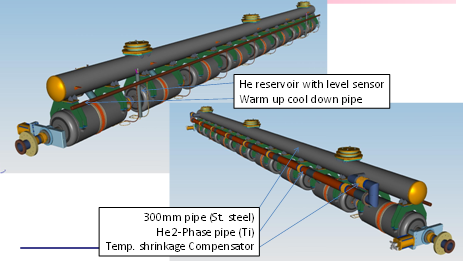 He reservoir with level sensor
Warm up cool down pipe
300mm pipe (St. steel)
He2-Phase pipe (Ti)
Temp. shrinkage Compensator